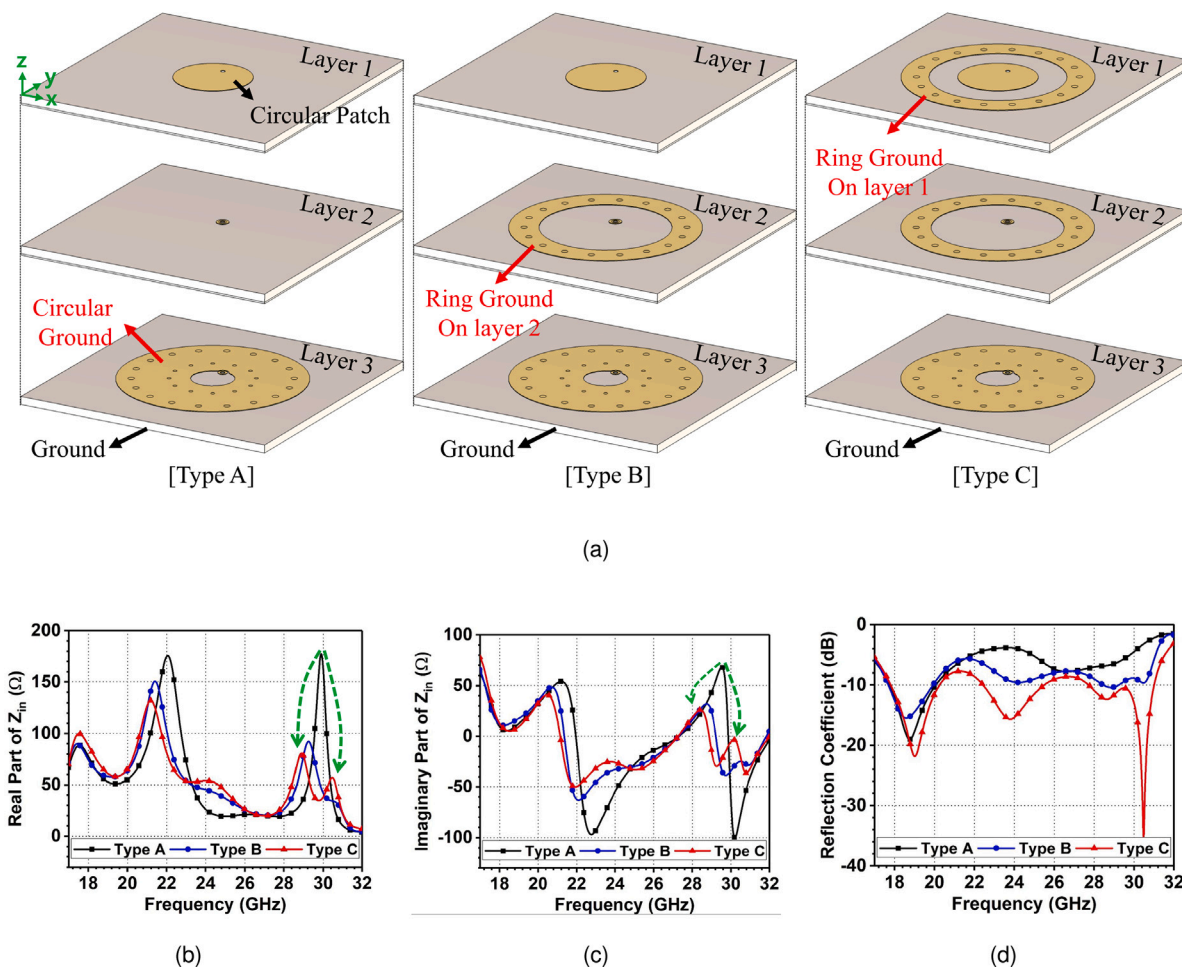 z
y
x
Layer 1
Circular Patch
Layer 2
Circular
Ground
Layer 3
Ground
[Type A]
Layer 1
Layer 2
Ring Ground
On layer 2
Layer 3
Ground
[Type B]
Layer 1
Ring Ground
On layer 1
Layer 2
Layer 3
Ground
[Type C]
(a)
Real Part of Zin (Ω)
200
150
100
50
0
Type A Type B Type C
18 20 22 24 26 28 30 32
Frequency (GHz)
(b)
Imaginary Part of Zin (Ω)
100
50
0
-50
-100
Type A Type B Type C
18 20 22 24 26 28 30 32
Frequency (GHz)
(c)
Reflection Coefficient (dB)
0
-10
-20
-30
-40
Type A Type B Type C
18 20 22 24 26 28 30 32
Frequency (GHz)
(d)